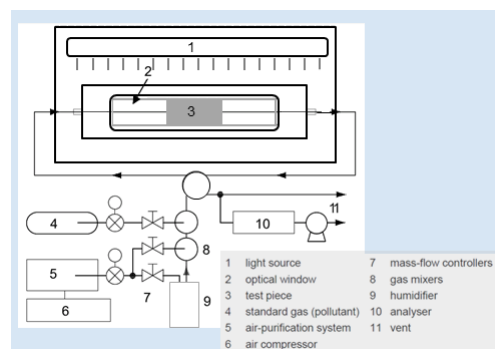 1
2
3
4
11
10
8
5
7
9
6
1 light source
2 optical window
3 test piece
4 standard gas (pollutant)
5 air-purification system
6 air compressor
7 mass-flow controllers
8 gas mixers
9 humidifier
10 analyser
11 vent